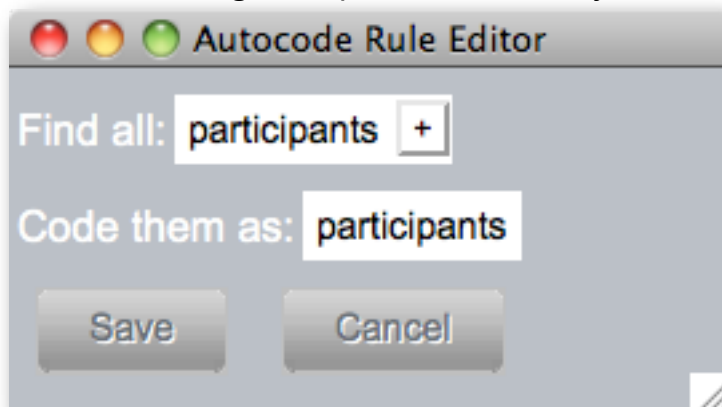 Autocode Rule Editor
Find all: participants +
Code them as: participants
Save Cancel